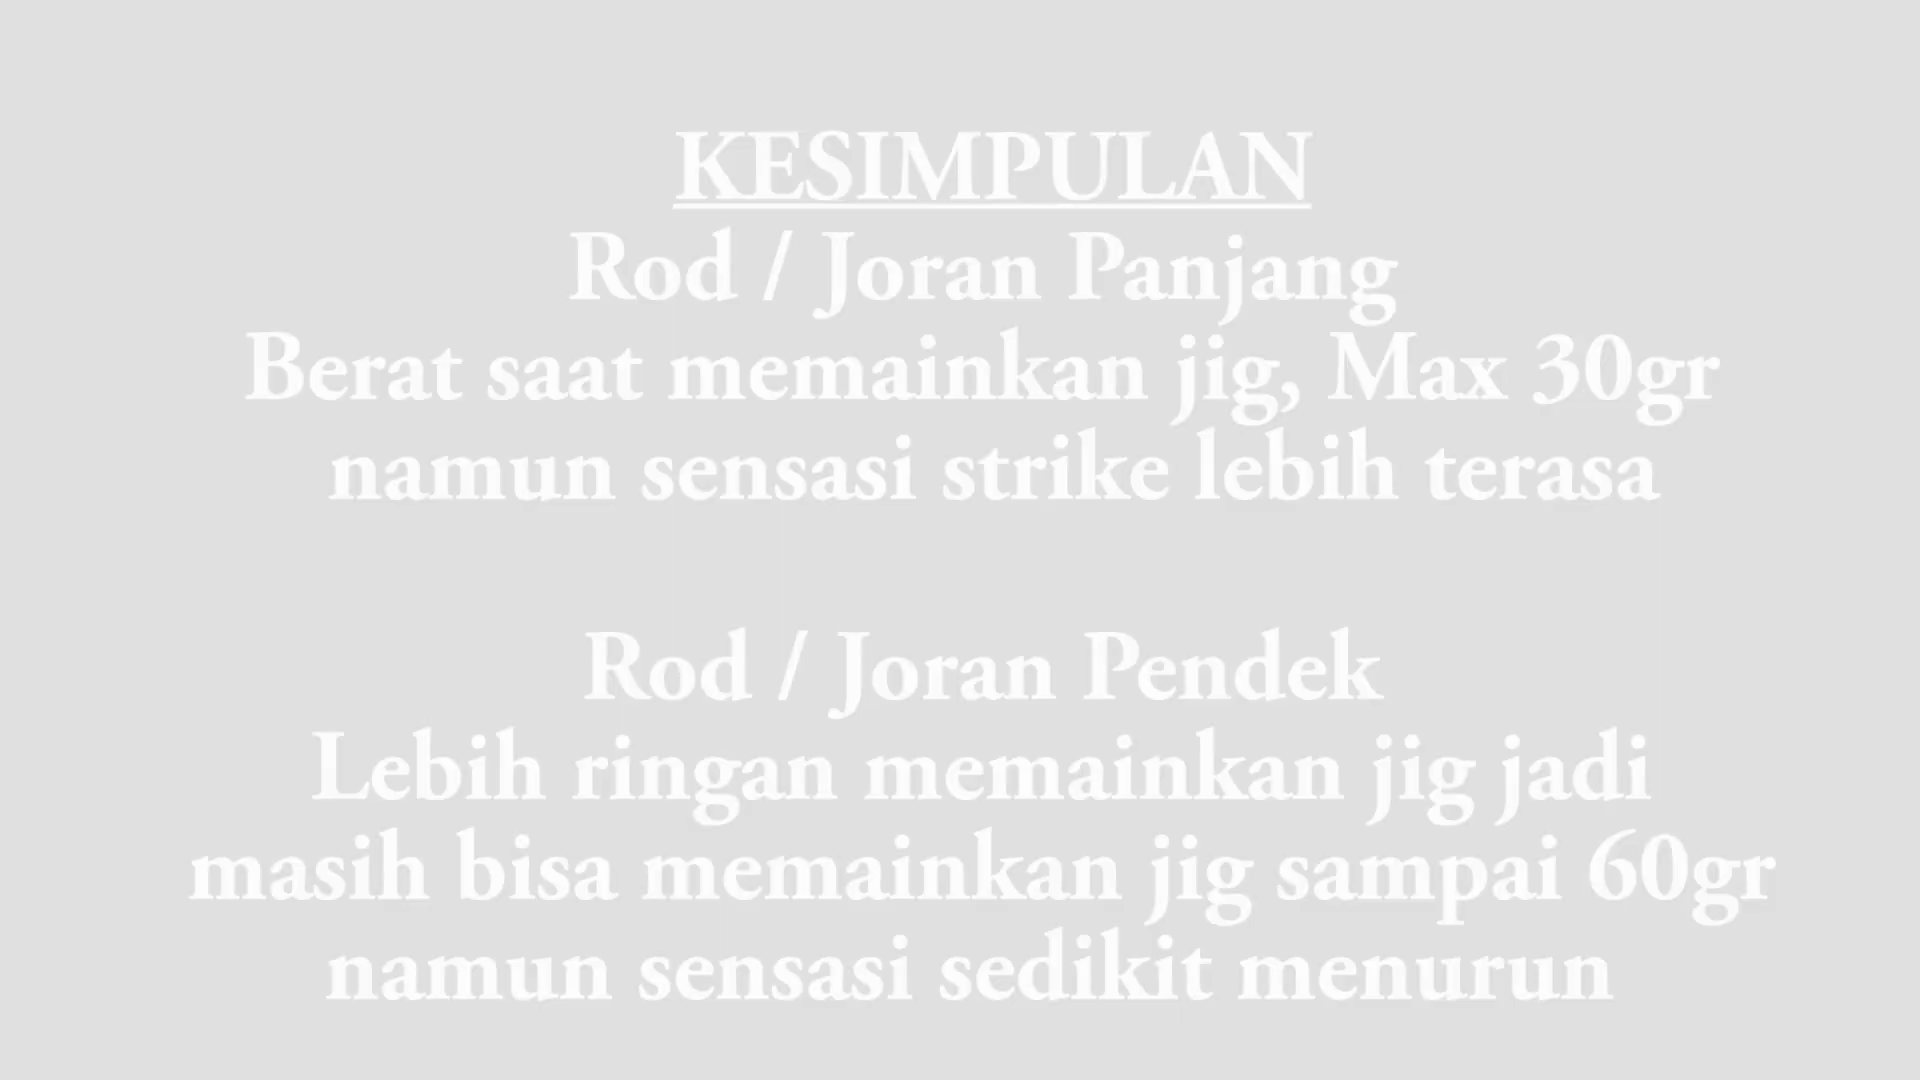 KESIMPULAN
Rod / Joran Panjang
Berat saat memainkan jig, Max 30gr
namun sensasi strike lebih terasa
Rod / Joran Pendek
Lebih ringan memainkan jig jadi
masih bisa memainkan jig sampai 60gr
namun sensasi sedikit menurun